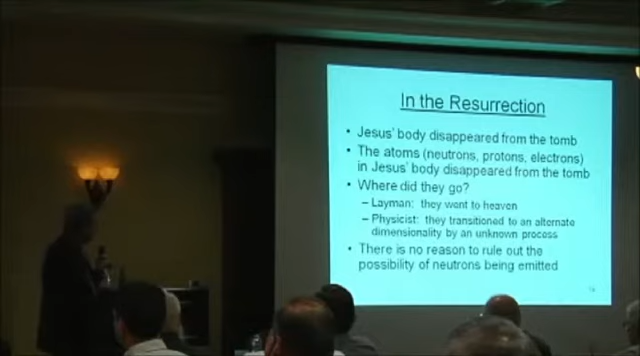 In the Resurrection
• Jesus' body disappeared from the tomb
• The atoms (neutrons, protons, electrons)
in Jesus' body disappeared from the tomb
• Where did they go?
– Layman: they went to heaven
– Physicist: they transitioned to an alternate
dimensionality by an unknown process
• There is no reason to rule out the
possibility of neutrons being emitted